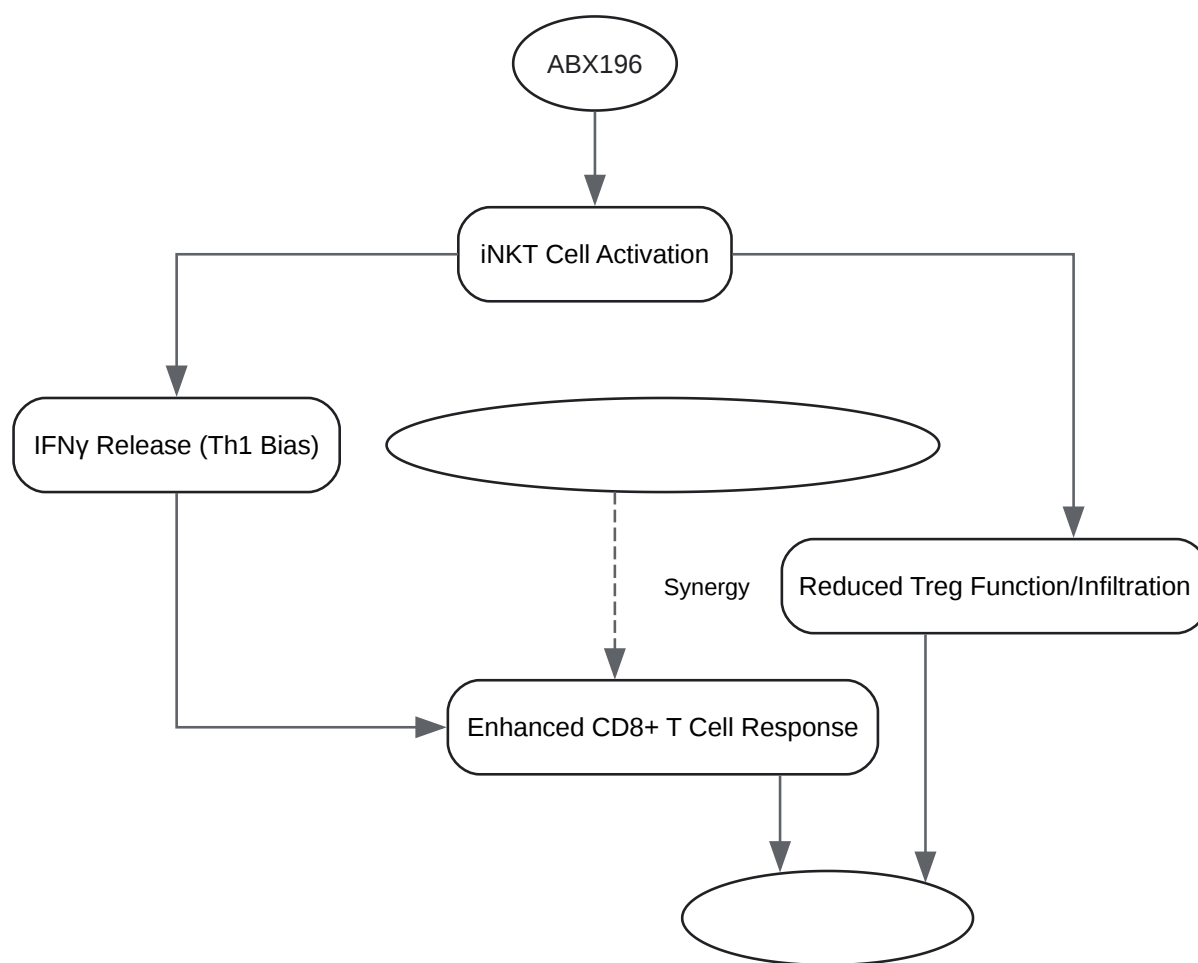 ABX196
iNKT Cell Activation
IFNγ Release (Th1 Bias)
Synergy
Reduced Treg Function/Infiltration
Enhanced CD8+ T Cell Response